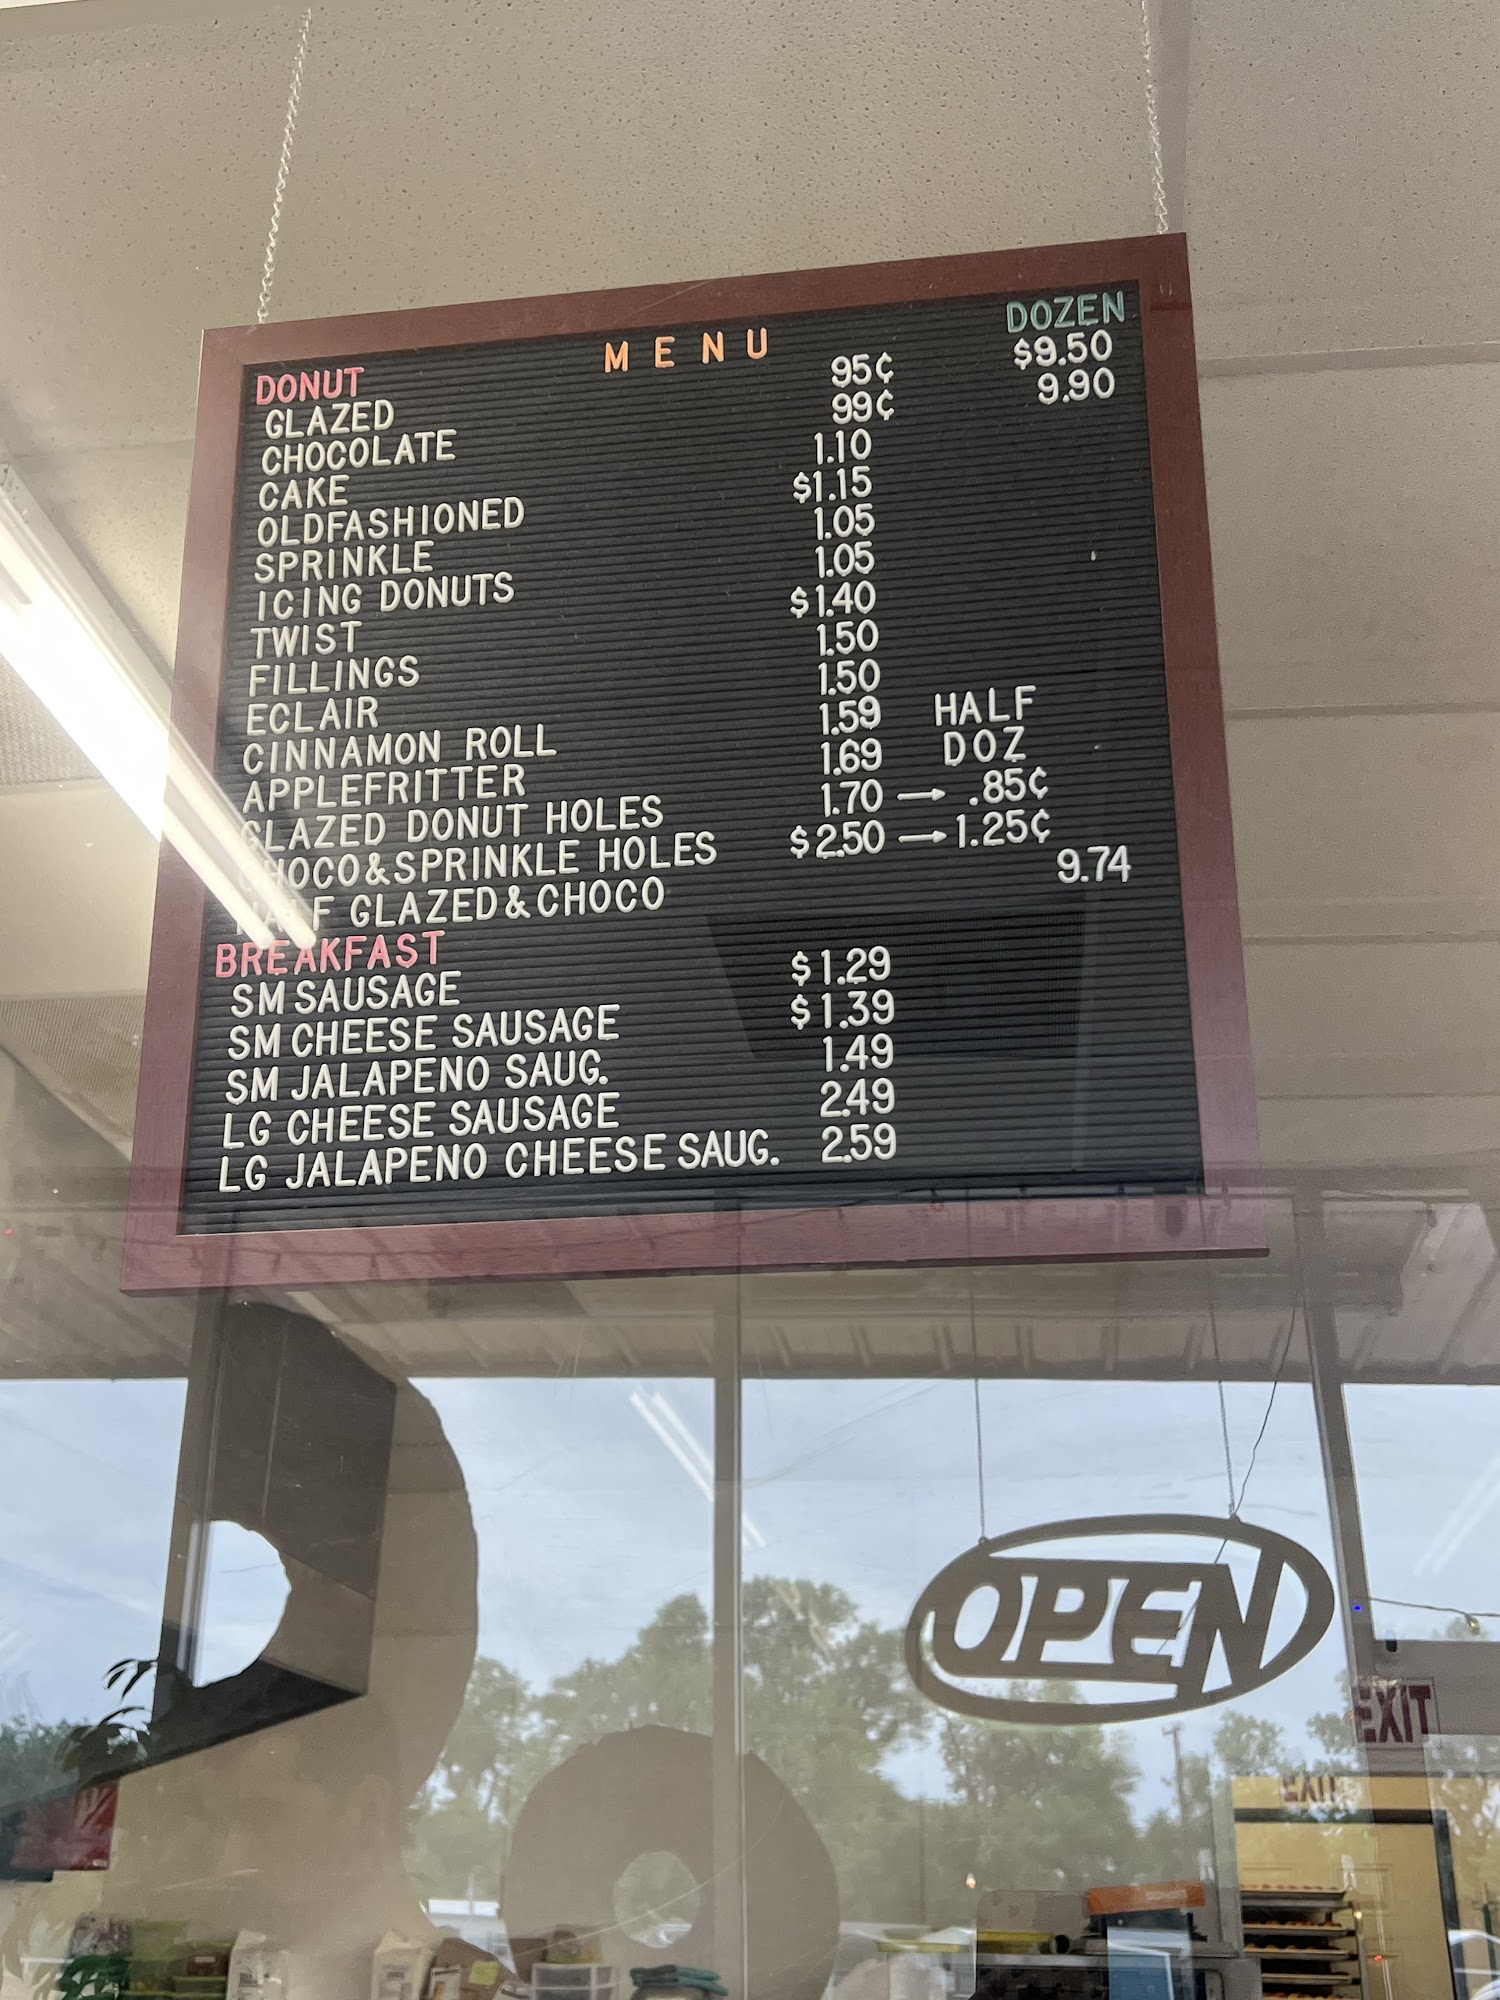 MENU DOZEN
DONUT
GLAZED 95¢ $9.50
CHOCOLATE 99¢ 9.90
CAKE 1.10
OLDFASHIONED $1.15
SPRINKLE 1.05
ICING DONUTS 1.05
TWIST $1.40
FILLINGS 1.50
ECLAIR 1.50
CINNAMON ROLL 1.59 HALF
APPLEFRITTER 1.69 DOZ
GLAZED DONUT HOLES 1.70 → .85¢
CHOCO&SPRINKLE HOLES $2.50 → 1.25¢
HALF GLAZED&CHOCO 9.74
BREAKFAST
SM SAUSAGE $1.29
SM CHEESE SAUSAGE $1.39
SM JALAPENO SAUG. 1.49
LG CHEESE SAUSAGE 2.49
LG JALAPENO CHEESE SAUG. 2.59
OPEN
EXIT
EXIT